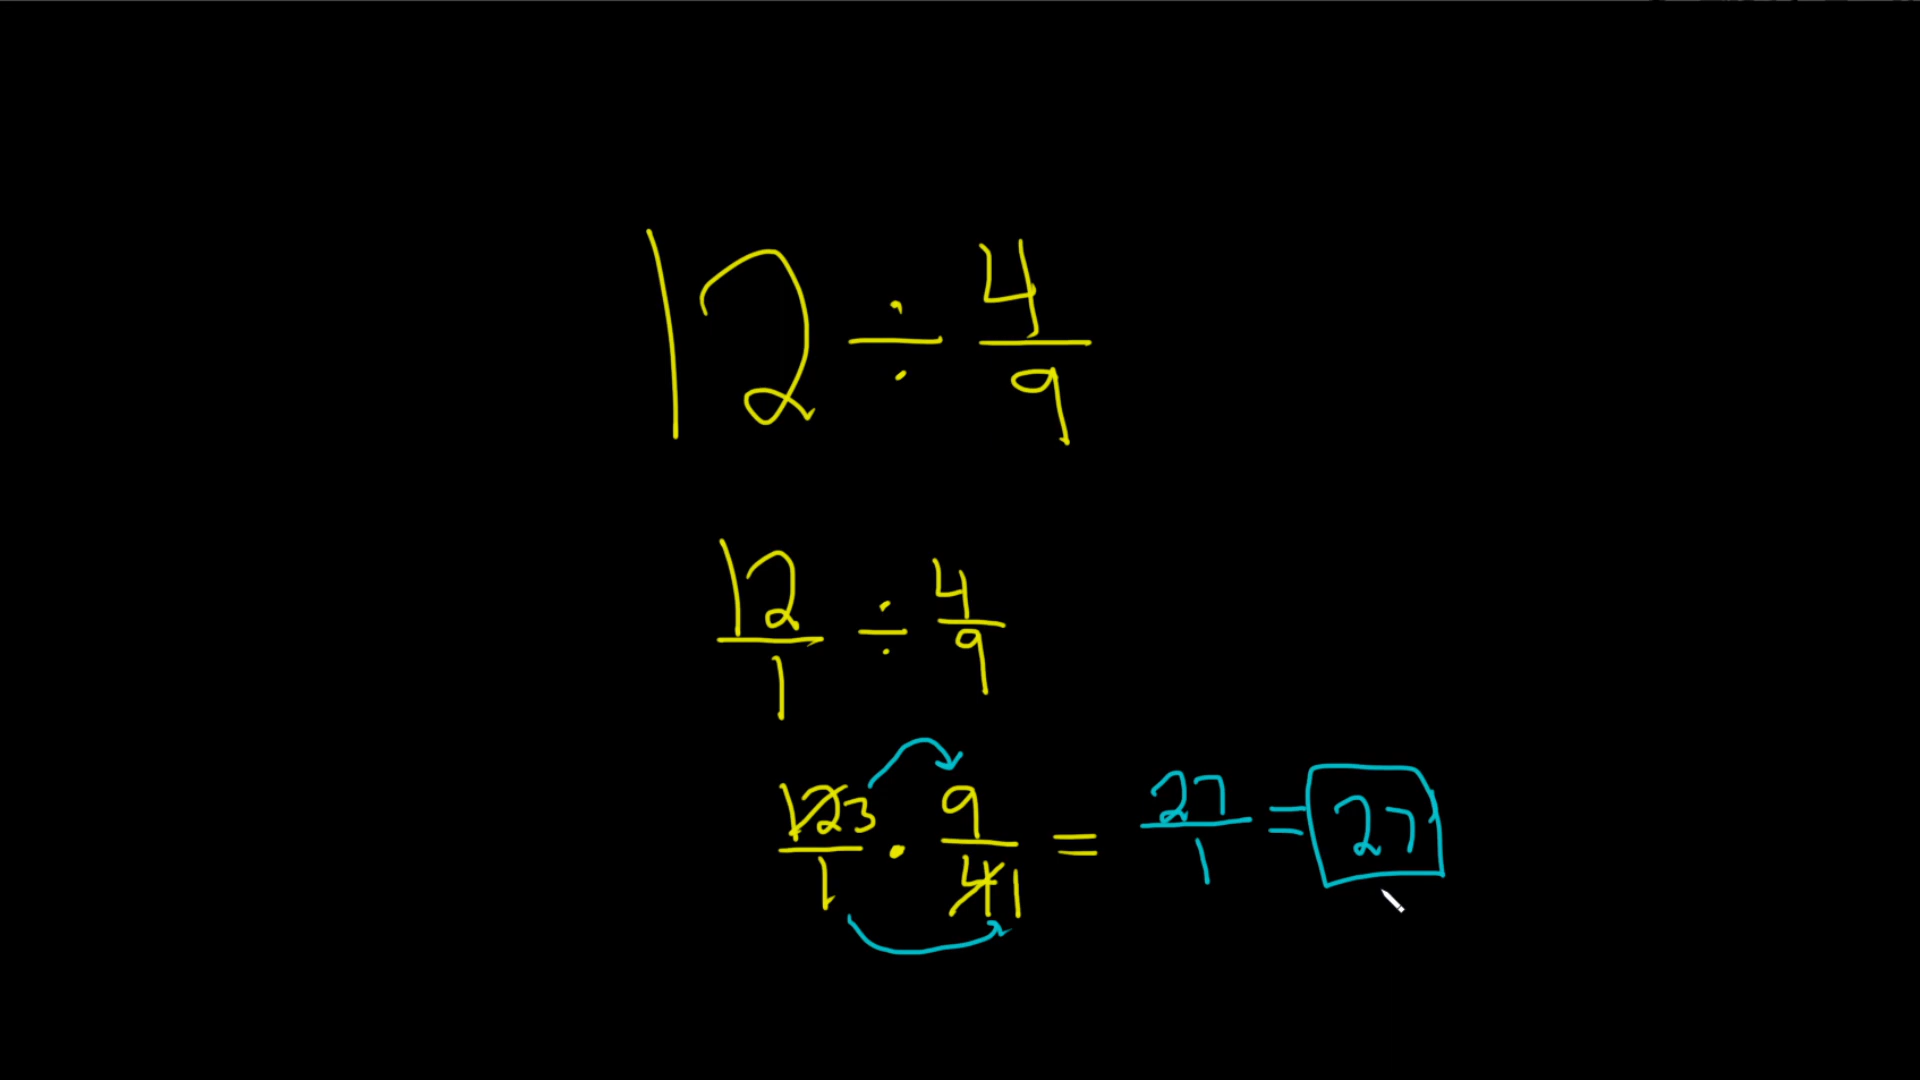 12 ÷ 4/9
12/1 ÷ 4/9
12 3/1 · 9/4 1 = 27/1 = 27